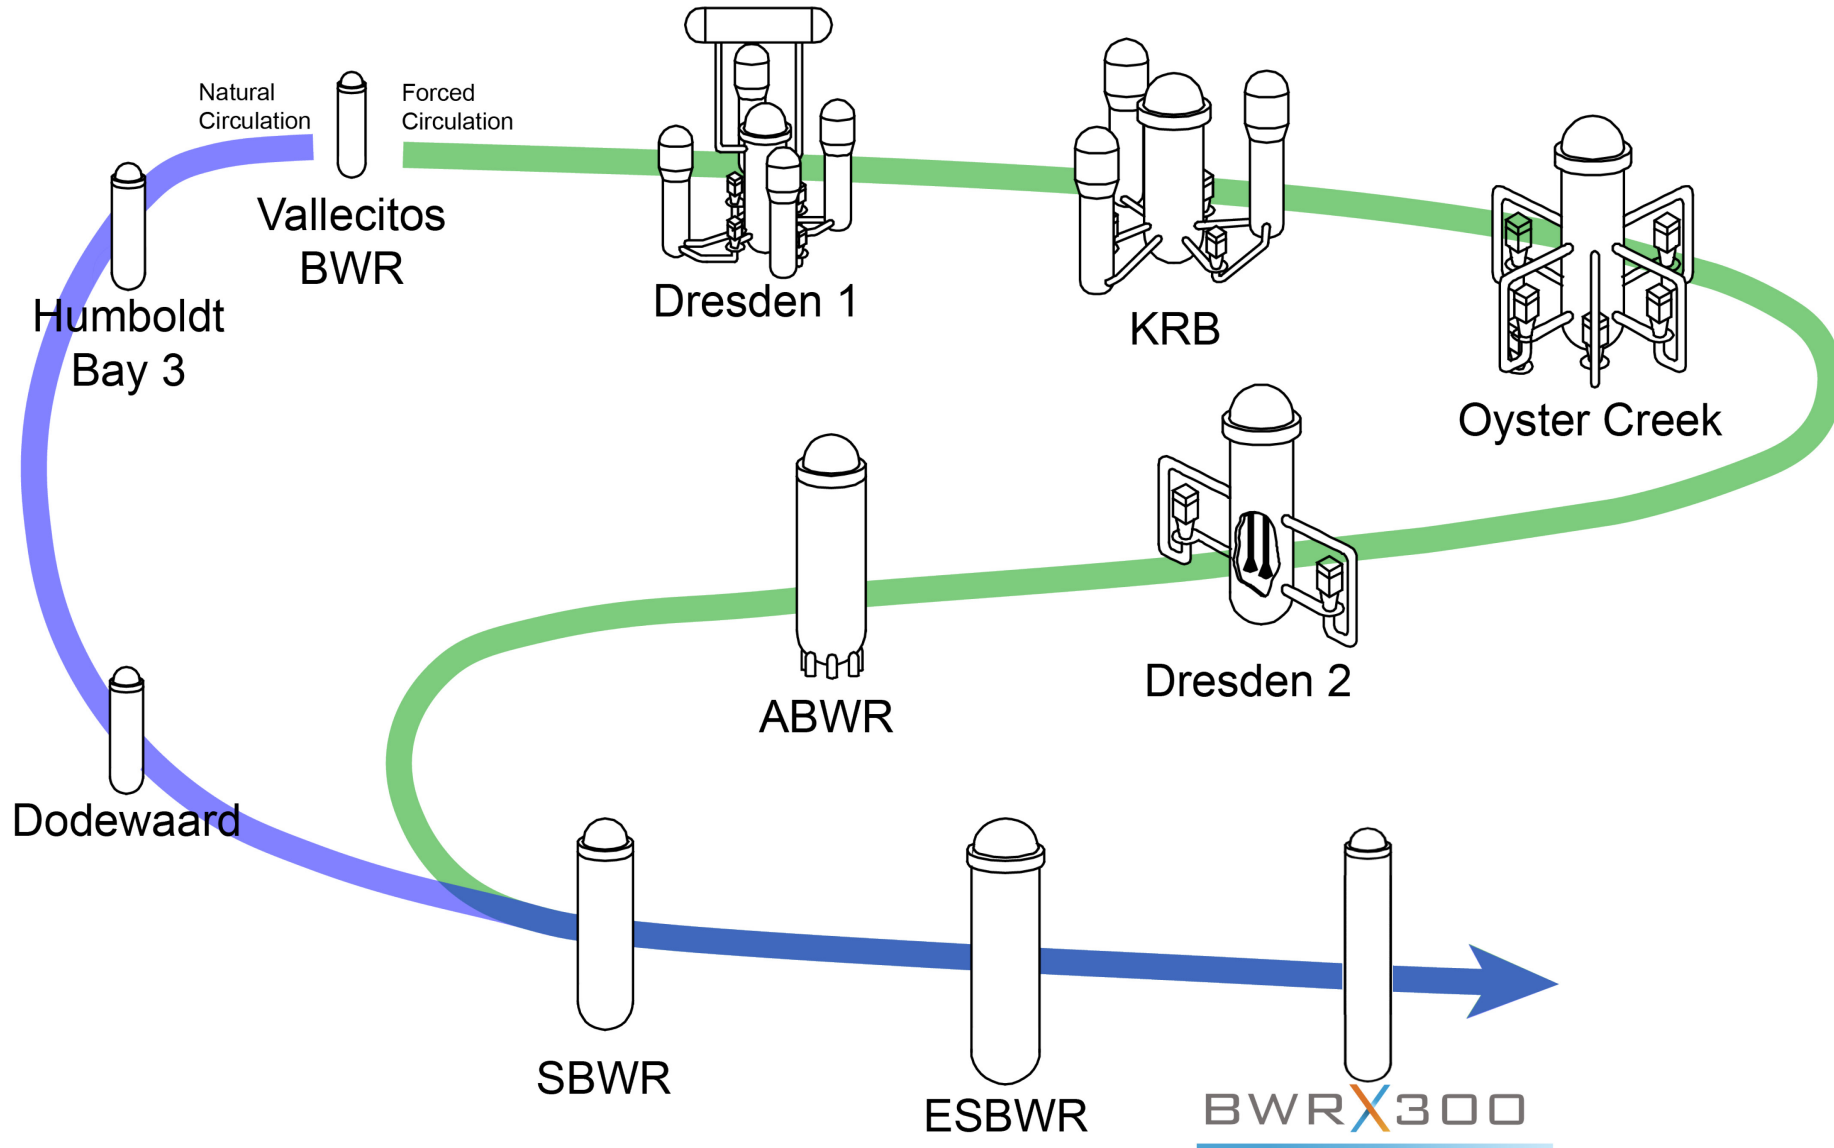 Natural
Circulation
Forced
Circulation
Vallecitos
BWR
Dresden 1
KRB
Oyster Creek
Humboldt
Bay 3
Dresden 2
ABWR
Dodewaard
SBWR
ESBWR
BWRX300